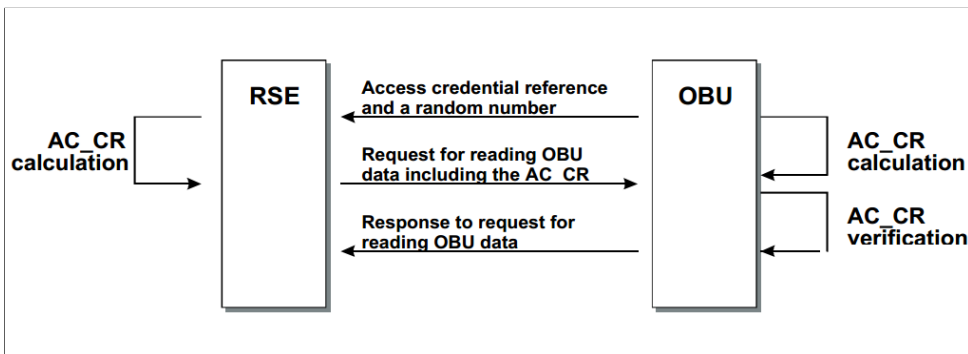 RSE
OBU
Access credential reference
and a random number
AC_CR
calculation
Request for reading OBU
data including the AC_CR
AC_CR
calculation
Response to request for
reading OBU data
AC_CR
verification